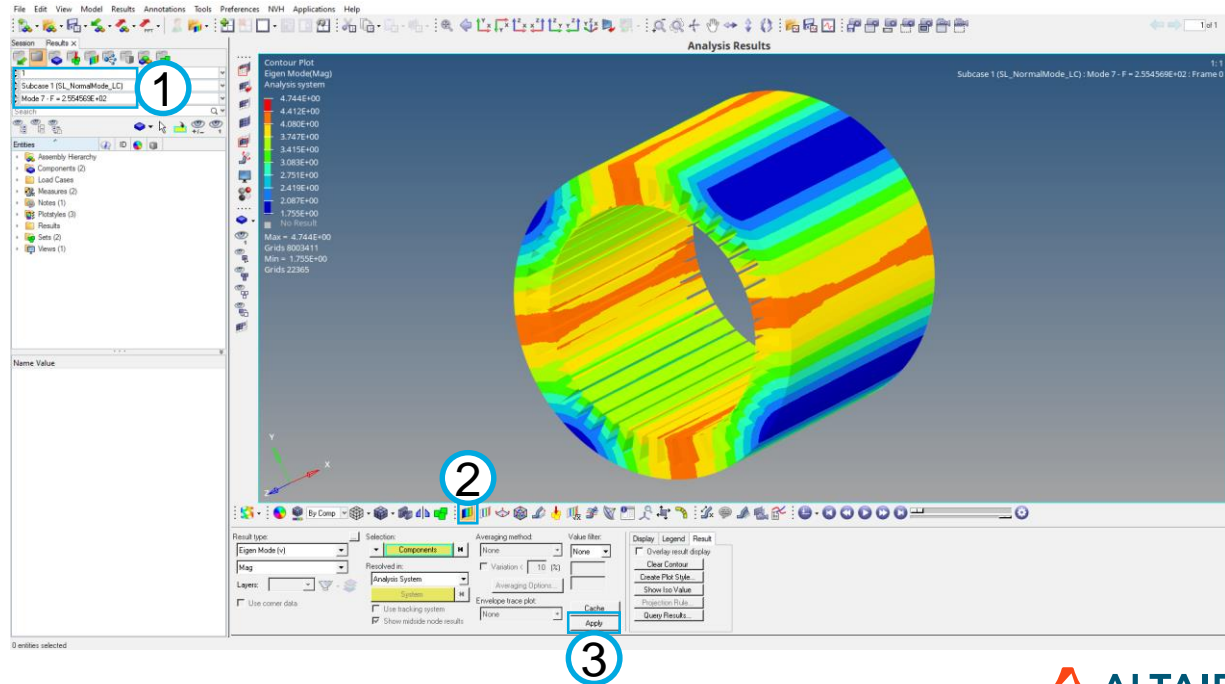 File Edit View Model Results Annotations Tools Preferences NVH Applications Help
1 of 1
Session Results
Analysis Results
1
Subcase 1 (SL_NormalMode_LC)
Mode 7 - F = 2.554569E+02
1
Search
Entities ID
Assembly Hierarchy
Components (2)
Load Cases
Measures (2)
Notes (1)
Plotstyles (3)
Results
Sets (2)
Views (1)
Name Value
Contour Plot
Eigen Mode(Mag)
Analysis system
4.744E+00
4.412E+00
4.080E+00
3.747E+00
3.415E+00
3.083E+00
2.751E+00
2.419E+00
2.087E+00
1.755E+00
No Result
Max = 4.744E+00
Grids 8003411
Min = 1.755E+00
Grids 22365
1: 1
Subcase 1 (SL_NormalMode_LC) : Mode 7 - F = 2.554569E+02 : Frame 0
Y
X
Z
2
By Comp
Result type:
Eigen Mode (v)
Mag
Layers:
Use corner data
Selection:
Components
Resolved in:
Analysis System
System
Use tracking system
Show midside node results
Averaging method:
None
Variation < 10 (%)
Averaging Options...
Envelope trace plot:
None
Value filter:
None
Cache
Apply
Display Legend Result
Overlay result display
Clear Contour
Create Plot Style...
Show Iso Value
Projection Rule...
Query Results...
0 entities selected
3
ALTAIR